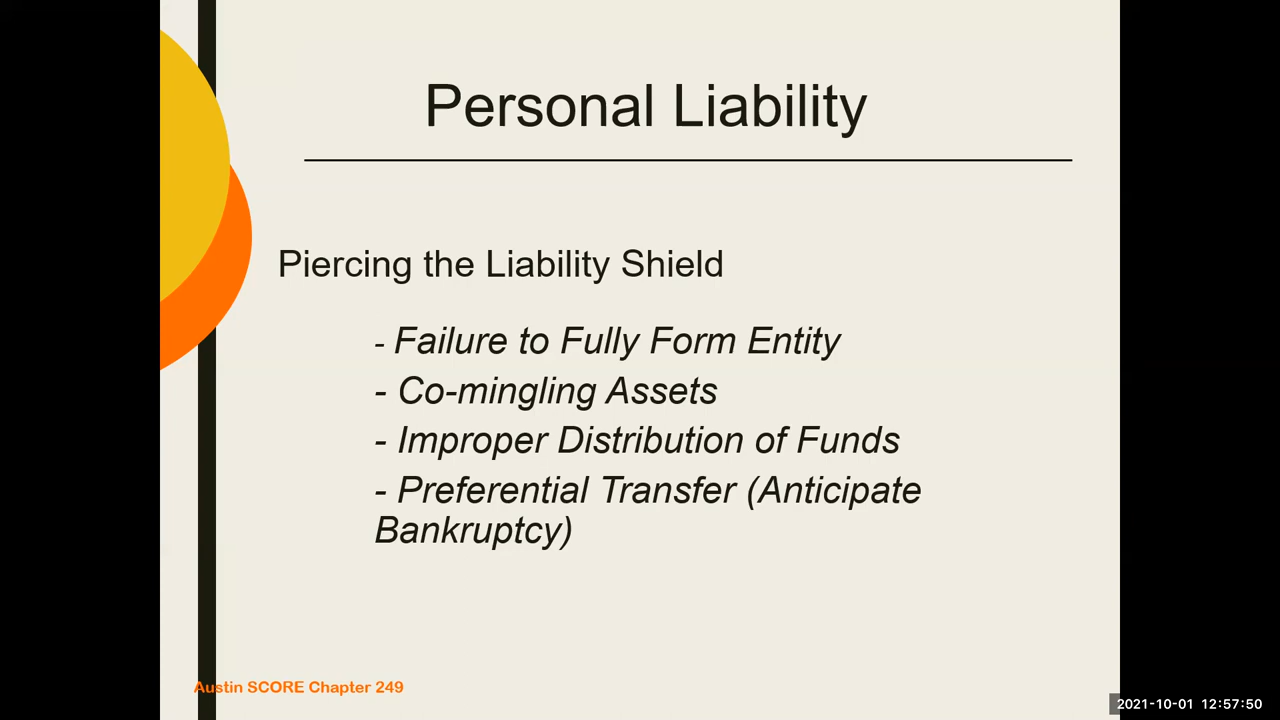 Personal Liability
Piercing the Liability Shield
- Failure to Fully Form Entity
- Co-mingling Assets
- Improper Distribution of Funds
- Preferential Transfer (Anticipate
Bankruptcy)
Austin SCORE Chapter 249
2021-10-01 12:57:50